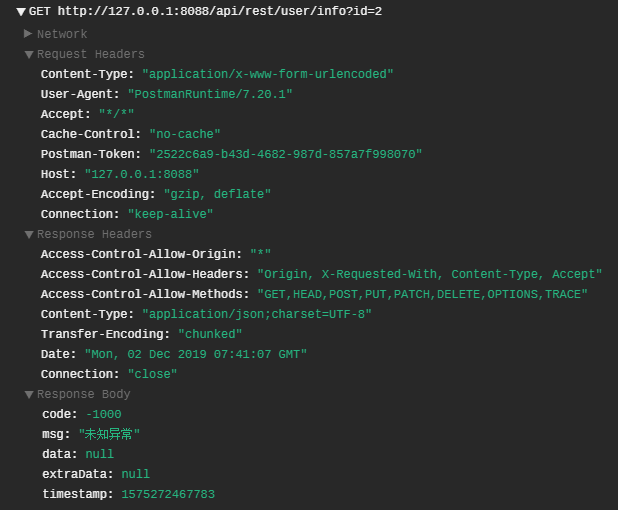 GET http://127.0.0.1:8088/api/rest/user/info?id=2
Network
Request Headers
Content-Type: "application/x-www-form-urlencoded"
User-Agent: "PostmanRuntime/7.20.1"
Accept: "*/*"
Cache-Control: "no-cache"
Postman-Token: "2522c6a9-b43d-4682-987d-857a7f998070"
Host: "127.0.0.1:8088"
Accept-Encoding: "gzip, deflate"
Connection: "keep-alive"
Response Headers
Access-Control-Allow-Origin: "*"
Access-Control-Allow-Headers: "Origin, X-Requested-With, Content-Type, Accept"
Access-Control-Allow-Methods: "GET,HEAD,POST,PUT,PATCH,DELETE,OPTIONS,TRACE"
Content-Type: "application/json;charset=UTF-8"
Transfer-Encoding: "chunked"
Date: "Mon, 02 Dec 2019 07:41:07 GMT"
Connection: "close"
Response Body
code: -1000
msg: "未知异常"
data: null
extraData: null
timestamp: 1575272467783